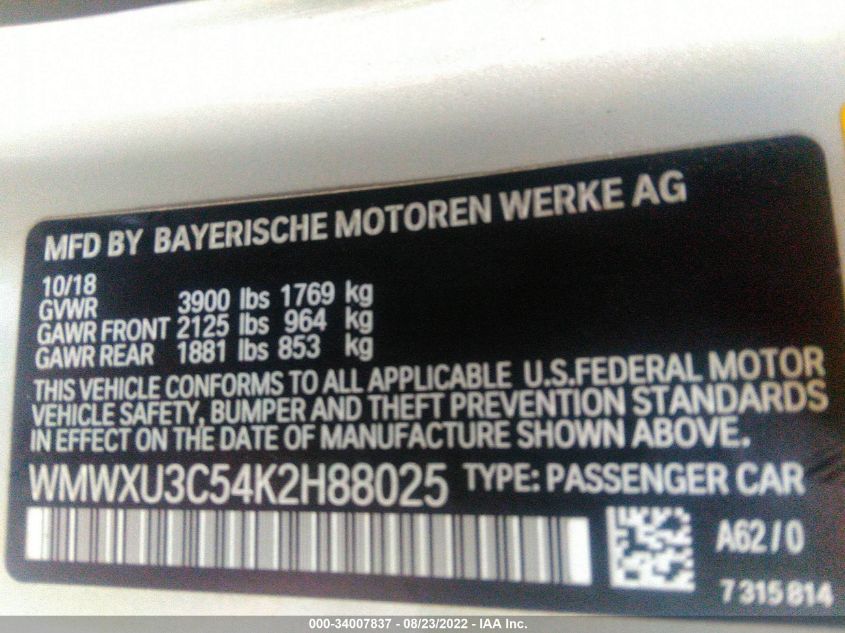 MFD BY BAYERISCHE MOTOREN WERKE AG
10/18
GVWR 3900 lbs 1769 kg
GAWR FRONT 2125 lbs 964 kg
GAWR REAR 1881 lbs 853 kg
THIS VEHICLE CONFORMS TO ALL APPLICABLE U.S.FEDERAL MOTOR
VEHICLE SAFETY, BUMPER AND THEFT PREVENTION STANDARDS
IN EFFECT ON THE DATE OF MANUFACTURE SHOWN ABOVE.
WMWXU3C54K2H88025 TYPE: PASSENGER CAR
A62/0
7 315 814
000-34007837 - 08/23/2022 - IAA Inc.